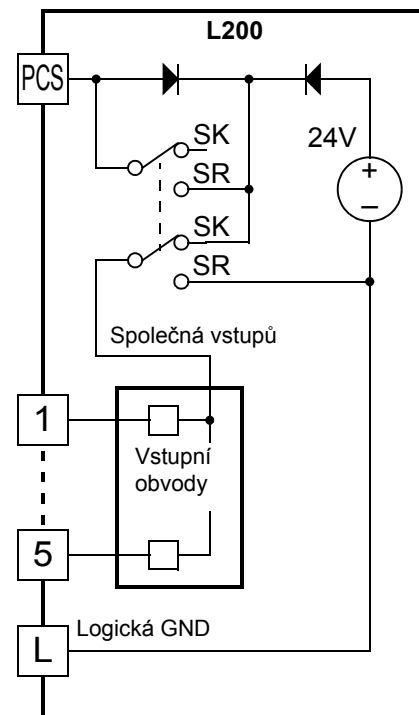 L200
PCS
SK
24V
+
SR
–
SK
SR
Společná vstupů
1
Vstupní
obvody
5
Logická GND
L